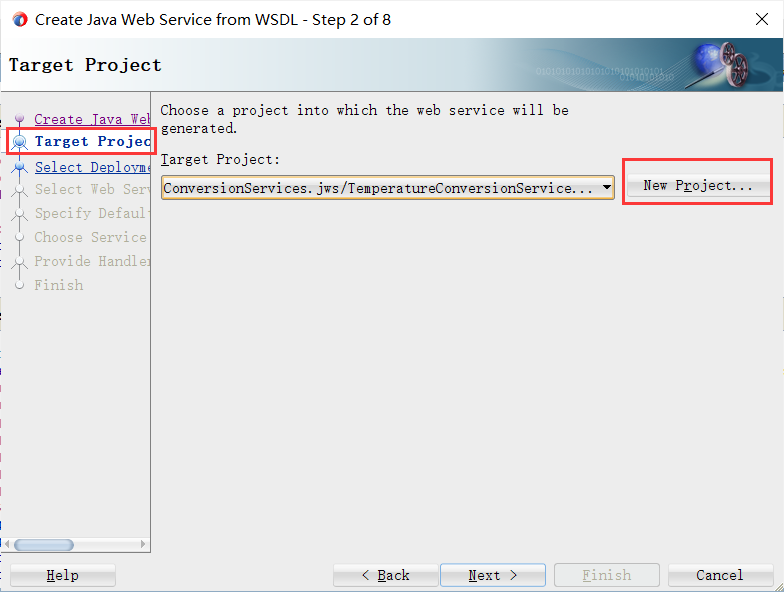 Create Java Web Service from WSDL - Step 2 of 8
Target Project
Create Java Web
Target Projec
Select Deployme
Select Web Serv
Specify Default
Choose Service
Provide Handler
Finish
Choose a project into which the web service will be
generated.
Target Project:
ConversionServices.jws/TemperatureConversionService...
New Project...
Help
< Back
Next >
Finish
Cancel